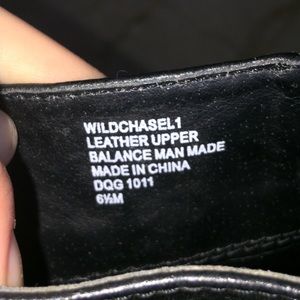 WILDCHASEL1
LEATHER UPPER
BALANCE MAN MADE
MADE IN CHINA
DQG 1011
6½M